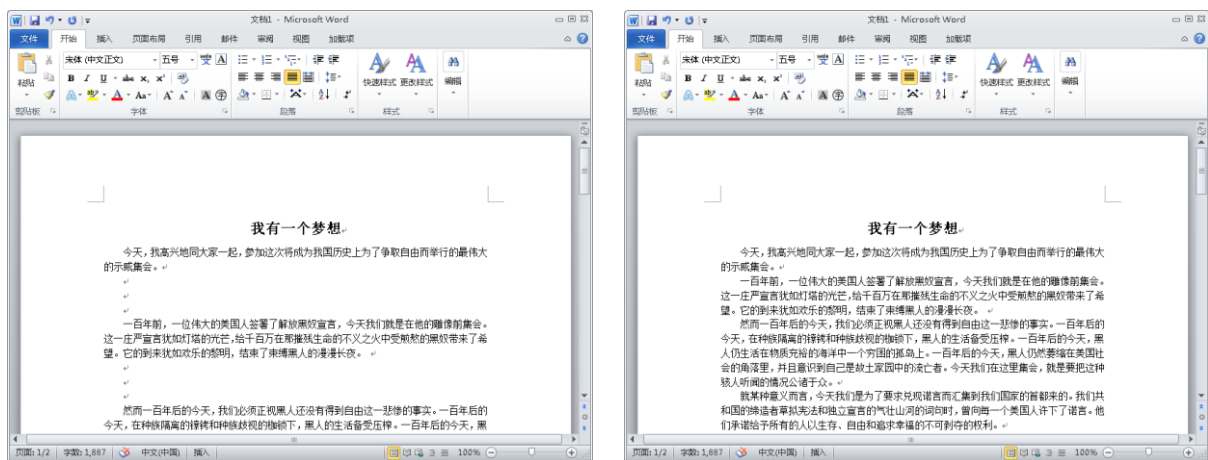 文档1 - Microsoft Word
文件 开始 插入 页面布局 引用 邮件 审阅 视图 加载项
宋体 (中文正文) 五号
粘贴
快速样式 更改样式 编辑
剪贴板 字体 段落 样式
我有一个梦想
今天，我高兴地同大家一起，参加这次将成为我国历史上为了争取自由而举行的最伟大
的示威集会。
一百年前，一位伟大的美国人签署了解放黑奴宣言，今天我们就是在他的雕像前集会。
这一庄严宣言犹如灯塔的光芒，给千百万在那摧残生命的不义之火中受煎熬的黑奴带来了希
望。它的到来犹如欢乐的黎明，结束了束缚黑人的漫漫长夜。
然而一百年后的今天，我们必须正视黑人还没有得到自由这一悲惨的事实。一百年后的
今天，在种族隔离的镣铐和种族歧视的枷锁下，黑人的生活备受压榨。一百年后的今天，黑
页面: 1/2 字数: 1,887 中文(中国) 插入 100%
文档1 - Microsoft Word
文件 开始 插入 页面布局 引用 邮件 审阅 视图 加载项
宋体 (中文正文) 五号
粘贴
快速样式 更改样式 编辑
剪贴板 字体 段落 样式
我有一个梦想
今天，我高兴地同大家一起，参加这次将成为我国历史上为了争取自由而举行的最伟大
的示威集会。
一百年前，一位伟大的美国人签署了解放黑奴宣言，今天我们就是在他的雕像前集会。
这一庄严宣言犹如灯塔的光芒，给千百万在那摧残生命的不义之火中受煎熬的黑奴带来了希
望。它的到来犹如欢乐的黎明，结束了束缚黑人的漫漫长夜。
然而一百年后的今天，我们必须正视黑人还没有得到自由这一悲惨的事实。一百年后的
今天，在种族隔离的镣铐和种族歧视的枷锁下，黑人的生活备受压榨。一百年后的今天，黑
人仍生活在物质充裕的海洋中一个穷困的孤岛上。一百年后的今天，黑人仍然萎缩在美国社
会的角落里，并且意识到自己是故土家园中的流亡者。今天我们在这里集会，就是要把这种
骇人听闻的情况公诸于众。
就某种意义而言，今天我们是为了要求兑现诺言而汇集到我们国家的首都来的。我们共
和国的缔造者草拟宪法和独立宣言的气壮山河的词句时，曾向每一个美国人许下了诺言。他
们承诺给予所有的人以生存、自由和追求幸福的不可剥夺的权利。
页面: 1/2 字数: 1,887 中文(中国) 插入 100%